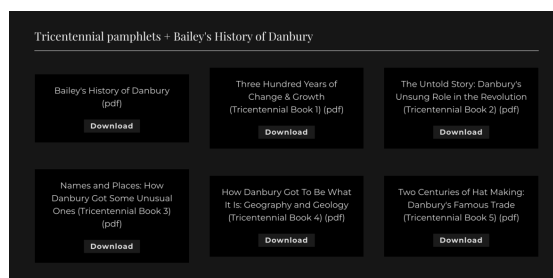 Tricentennial pamphlets + Bailey's History of Danbury
Bailey's History of Danbury
(pdf)
Download
Three Hundred Years of
Change & Growth
(Tricentennial Book 1) (pdf)
Download
The Untold Story: Danbury's
Unsung Role in the Revolution
(Tricentennial Book 2) (pdf)
Download
Names and Places: How
Danbury Got Some Unusual
Ones (Tricentennial Book 3)
(pdf)
Download
How Danbury Got To Be What
It Is: Geography and Geology
(Tricentennial Book 4) (pdf)
Download
Two Centuries of Hat Making:
Danbury's Famous Trade
(Tricentennial Book 5) (pdf)
Download